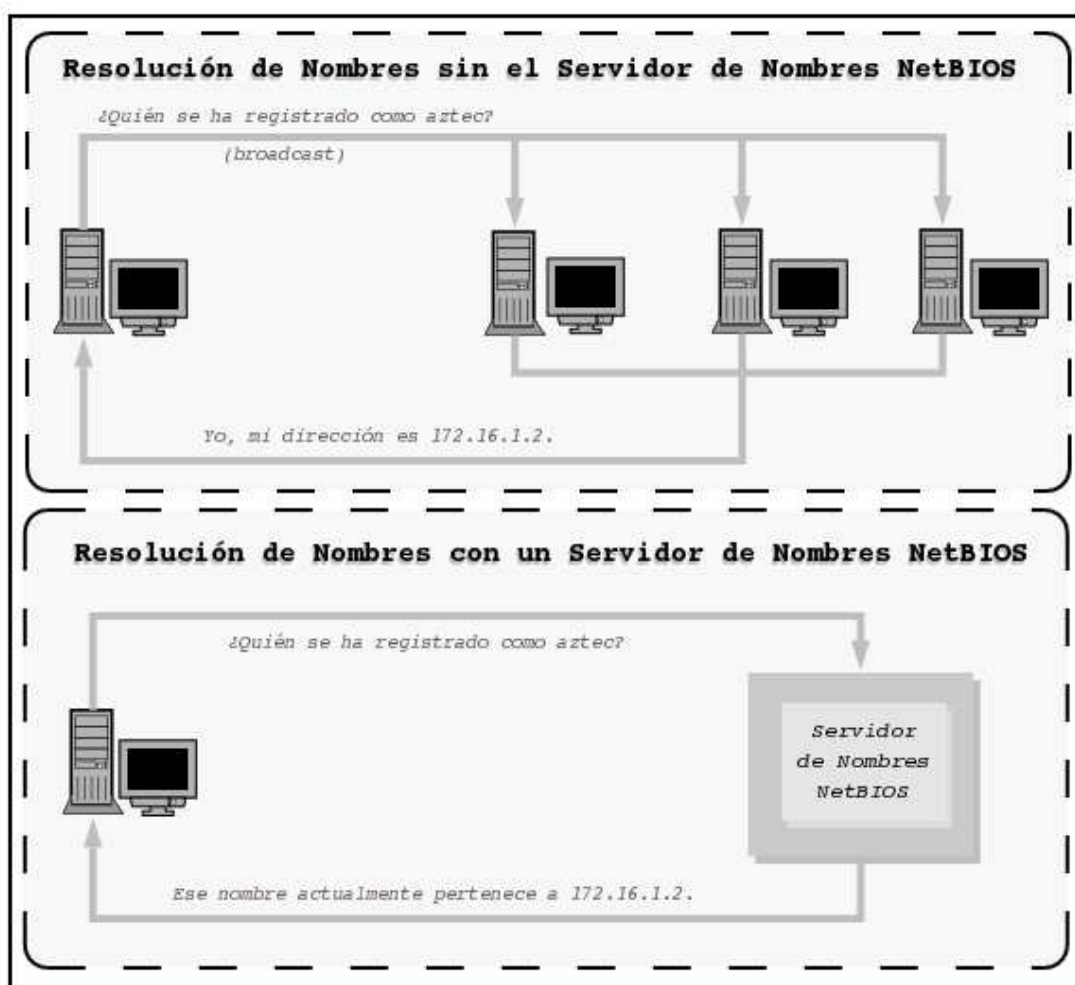 Resolución de Nombres sin el Servidor de Nombres NetBIOS
¿Quién se ha registrado como aztec?
(broadcast)
Yo, mi dirección es 172.16.1.2.
Resolución de Nombres con un Servidor de Nombres NetBIOS
¿Quién se ha registrado como aztec?
Servidor
de Nombres
NetBIOS
Ese nombre actualmente pertenece a 172.16.1.2.